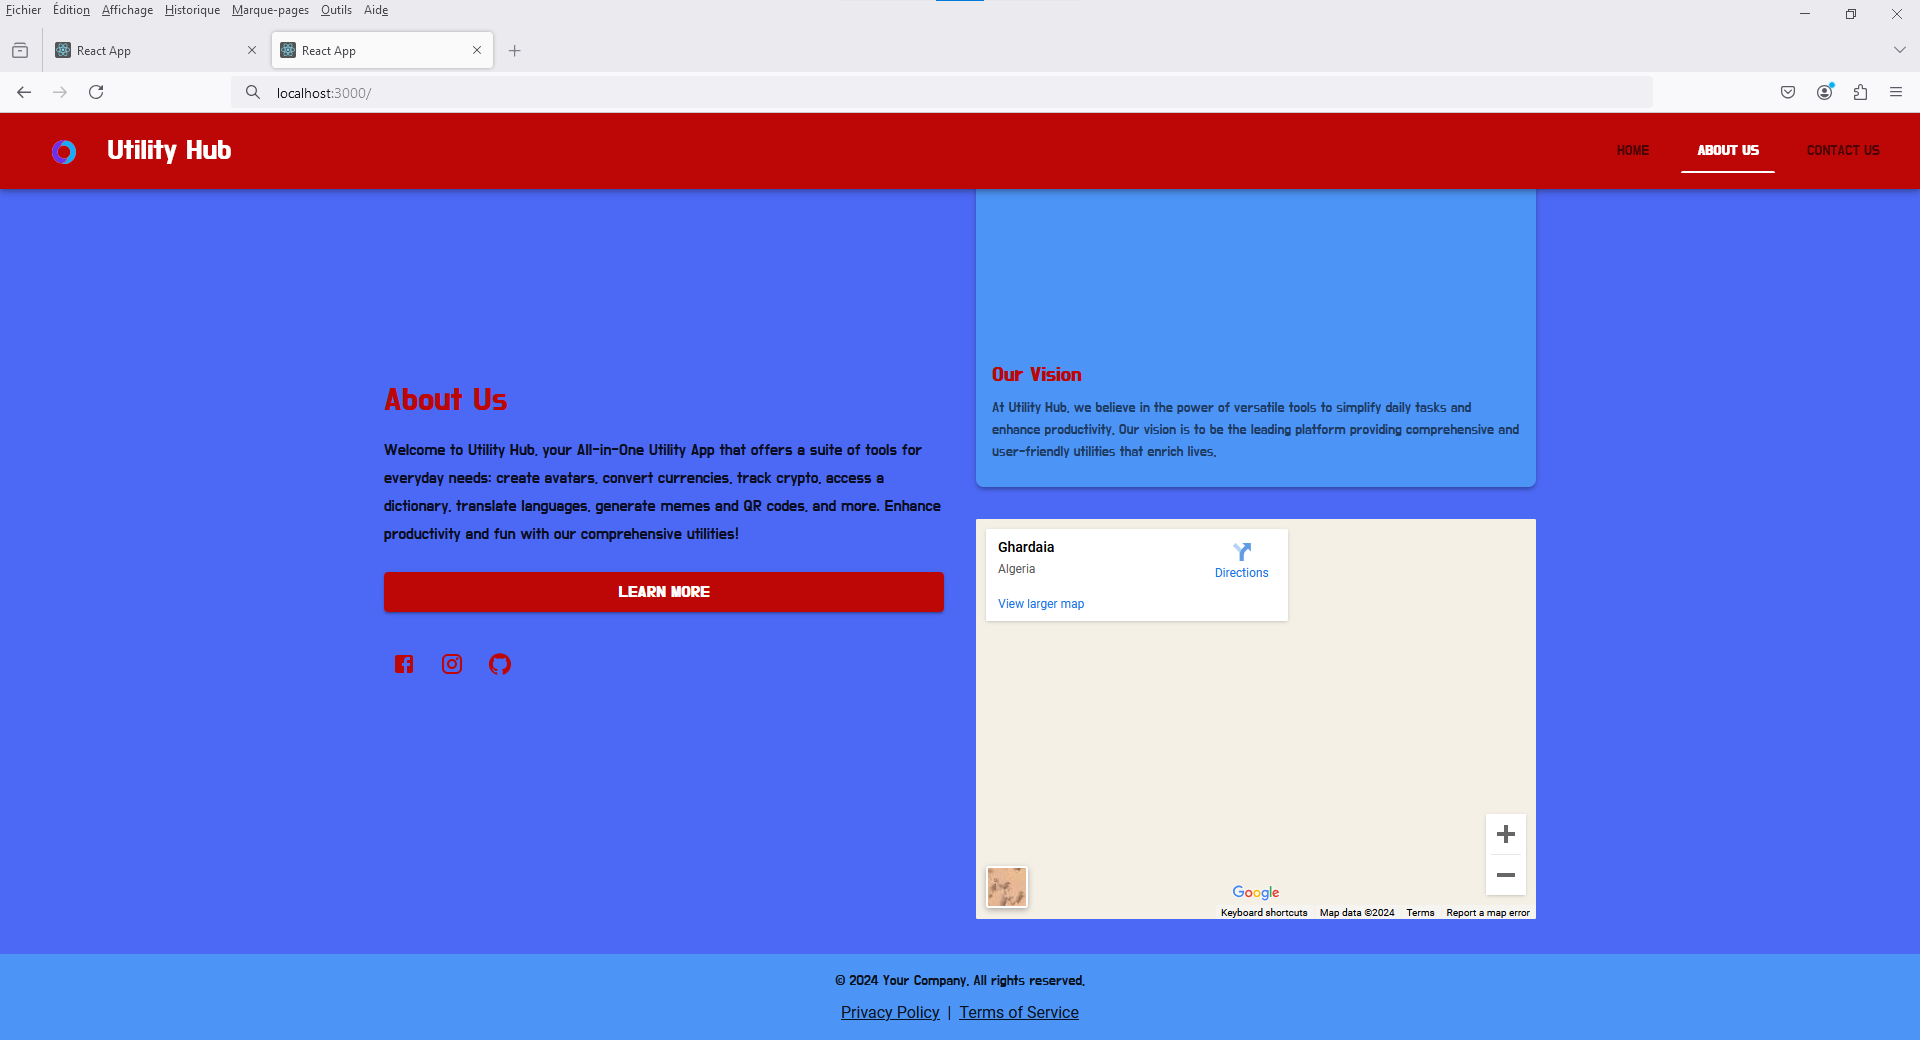 Fichier Édition Affichage Historique Marque-pages Outils Aide
React App
React App
localhost:3000/
Utility Hub
HOME
ABOUT US
CONTACT US
About Us
Welcome to Utility Hub, your All-in-One Utility App that offers a suite of tools for
everyday needs: create avatars, convert currencies, track crypto, access a
dictionary, translate languages, generate memes and QR codes, and more. Enhance
productivity and fun with our comprehensive utilities!
LEARN MORE
Our Vision
At Utility Hub, we believe in the power of versatile tools to simplify daily tasks and
enhance productivity. Our vision is to be the leading platform providing comprehensive and
user-friendly utilities that enrich lives.
Ghardaia
Algeria
Directions
View larger map
Google
Keyboard shortcuts Map data ©2024 Terms Report a map error
© 2024 Your Company. All rights reserved.
Privacy Policy | Terms of Service